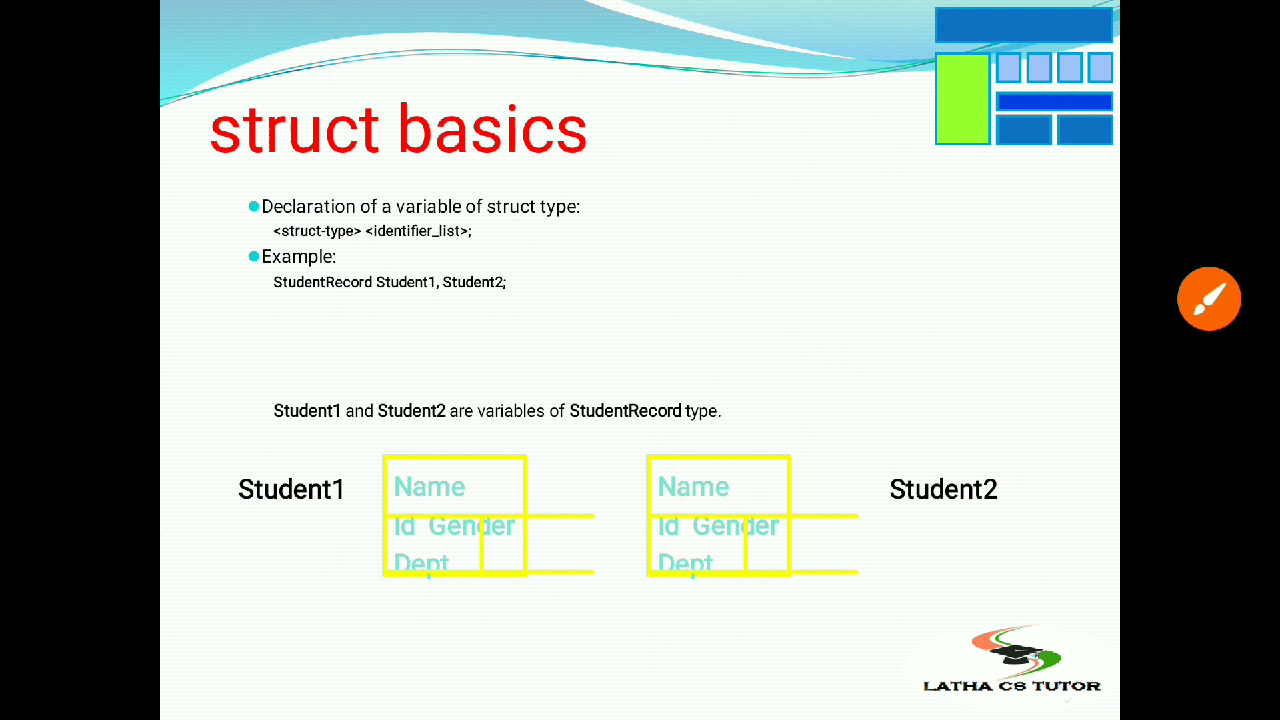 struct basics
Declaration of a variable of struct type:
<struct-type> <identifier_list>;
Example:
StudentRecord Student1, Student2;
Student1 and Student2 are variables of StudentRecord type.
Student1
Name
Id Gender
Dept
Name
Id Gender
Dept
Student2
LATHA CS TUTOR